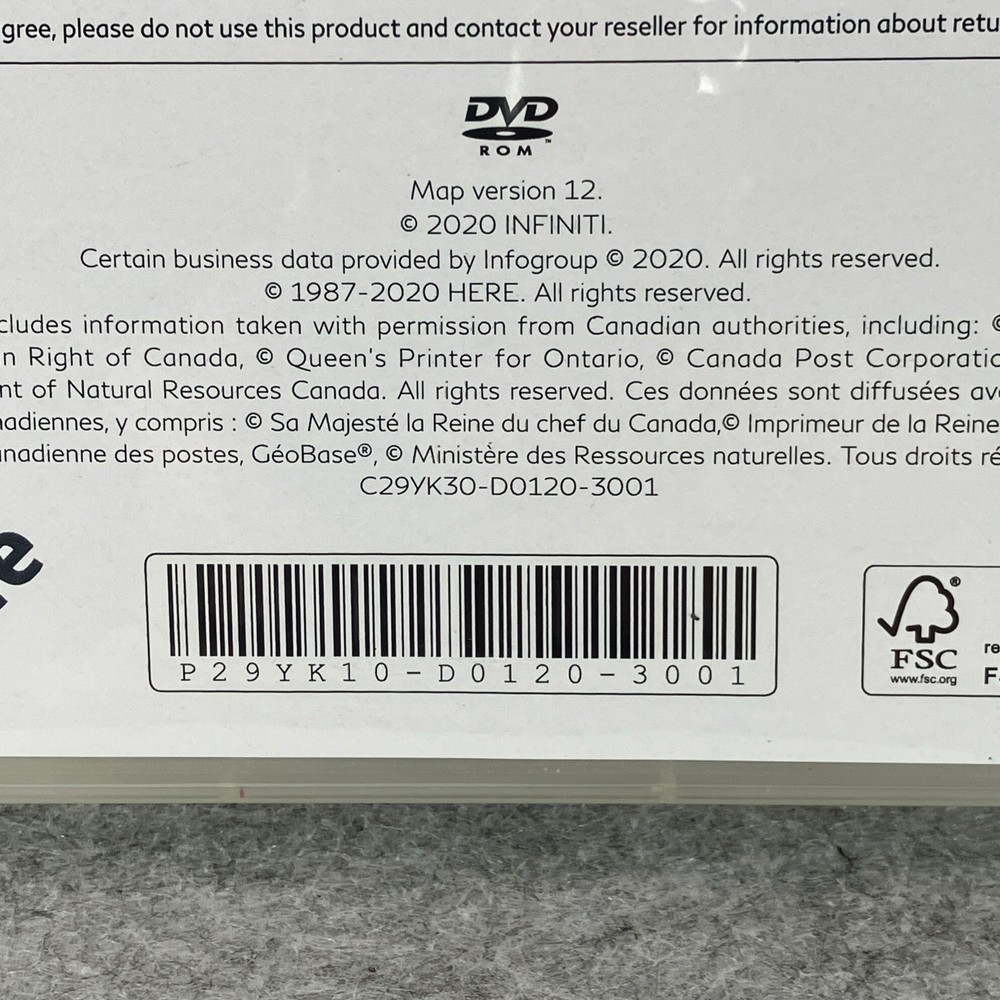 gree, please do not use this product and contact your reseller for information about retu
DVD
ROM ™
Map version 12.
© 2020 INFINITI.
Certain business data provided by Infogroup © 2020. All rights reserved.
© 1987-2020 HERE. All rights reserved.
cludes information taken with permission from Canadian authorities, including: ©
n Right of Canada, © Queen's Printer for Ontario, © Canada Post Corporatio
nt of Natural Resources Canada. All rights reserved. Ces données sont diffusées av
adiennes, y compris : © Sa Majesté la Reine du chef du Canada,© Imprimeur de la Reine
nadienne des postes, GéoBase®, © Ministère des Ressources naturelles. Tous droits ré
C29YK30-D0120-3001
e
P29YK10-D0120-3001
®
FSC
www.fsc.org
re
F